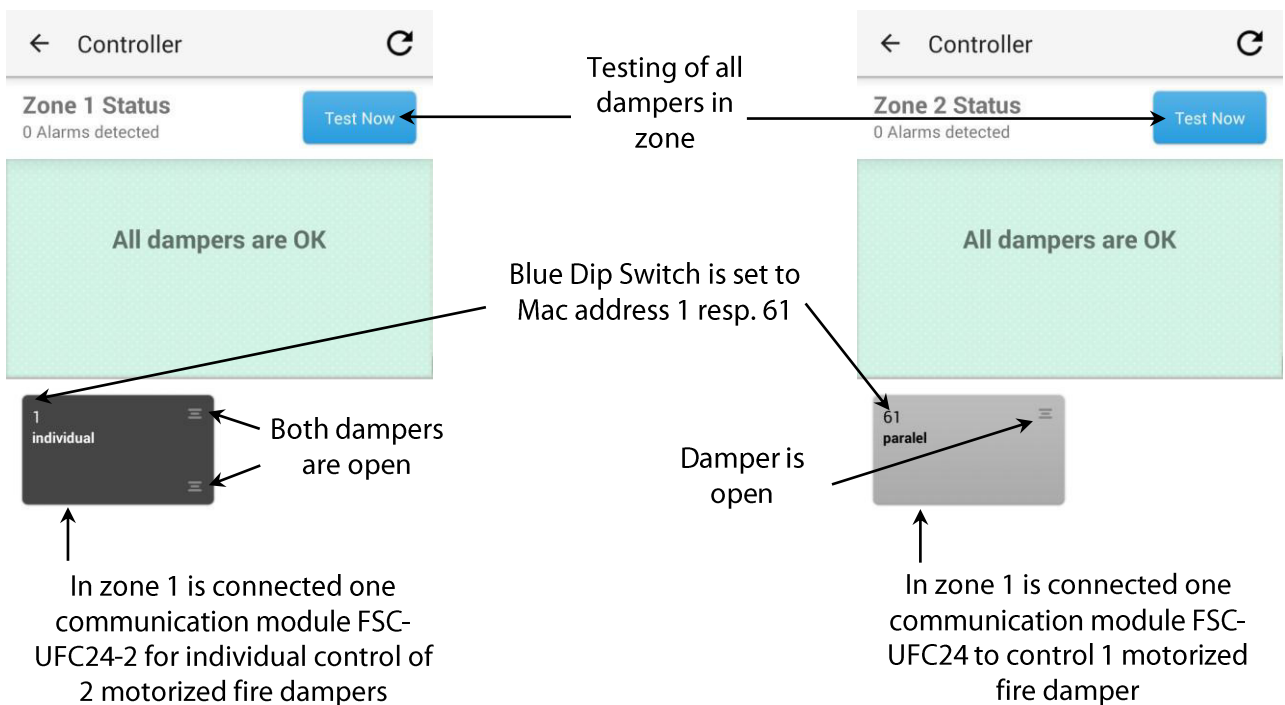 Controller
Zone 1 Status
0 Alarms detected
Test Now
All dampers are OK
1
individual
Testing of all
dampers in
zone
Blue Dip Switch is set to
Mac address 1 resp. 61
Both dampers
are open
In zone 1 is connected one
communication module FSC-
UFC24-2 for individual control of
2 motorized fire dampers
Controller
Zone 2 Status
0 Alarms detected
Test Now
All dampers are OK
61
paralel
Damper is
open
In zone 1 is connected one
communication module FSC-
UFC24 to control 1 motorized
fire damper